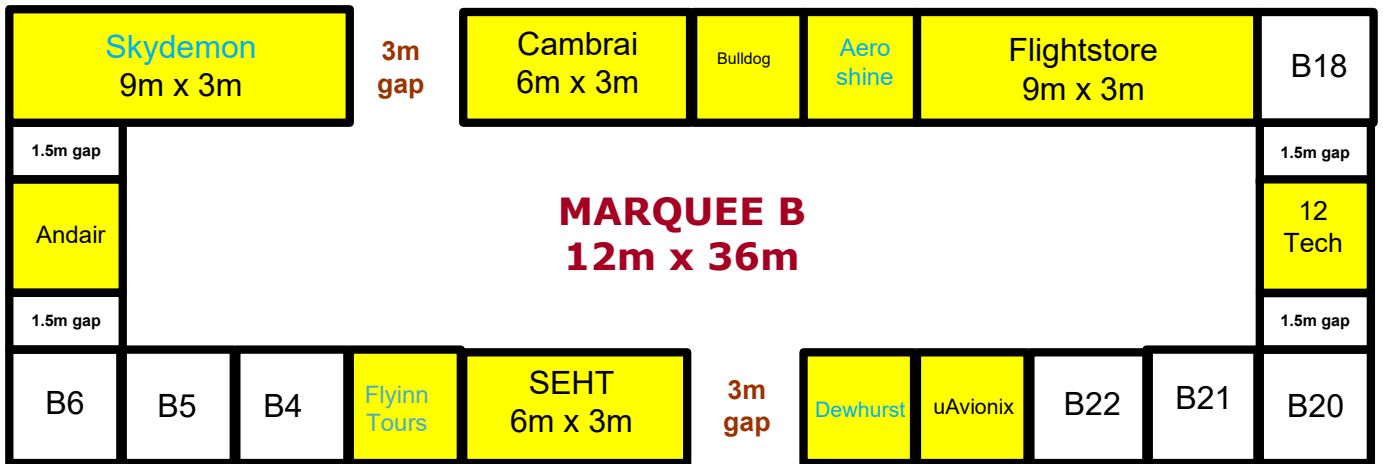 Skydemon
9m x 3m
3m
gap
Cambrai
6m x 3m
Bulldog
Aero
shine
Flightstore
9m x 3m
B18
1.5m gap
1.5m gap
Andair
MARQUEE B
12m x 36m
12
Tech
1.5m gap
1.5m gap
B6
B5
B4
Flyinn
Tours
SEHT
6m x 3m
3m
gap
Dewhurst
uAvionix
B22
B21
B20